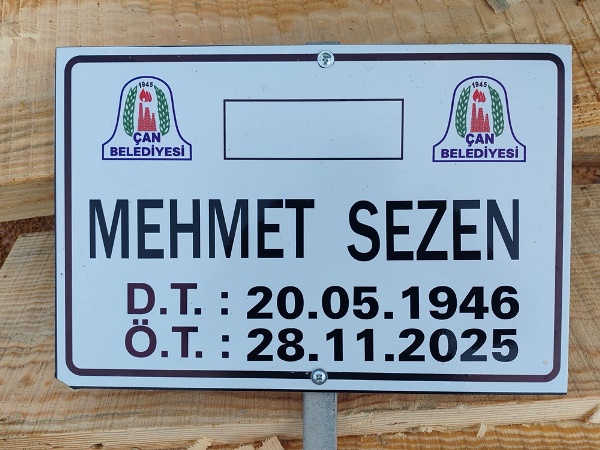 1945
ÇAN
BELEDİYESİ
1945
ÇAN
BELEDİYESİ
MEHMET SEZEN
D.T. : 20.05.1946
Ö.T. : 28.11.2025